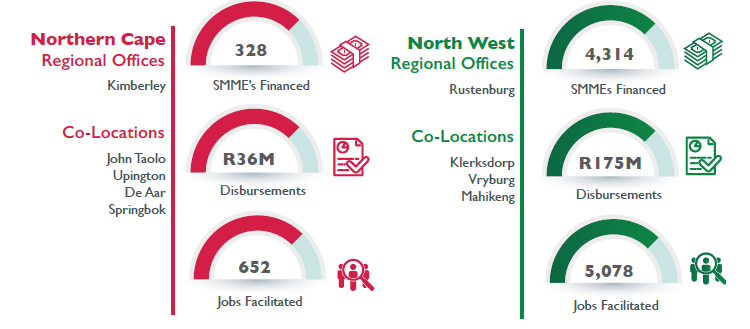 Northern Cape
Regional Offices
Kimberley
Co-Locations
John Taolo
Upington
De Aar
Springbok
328
SMME's Financed
R36M
Disbursements
652
Jobs Facilitated
North West
Regional Offices
Rustenburg
Co-Locations
Klerksdorp
Vryburg
Mahikeng
4,314
SMMEs Financed
R175M
Disbursements
5,078
Jobs Facilitated